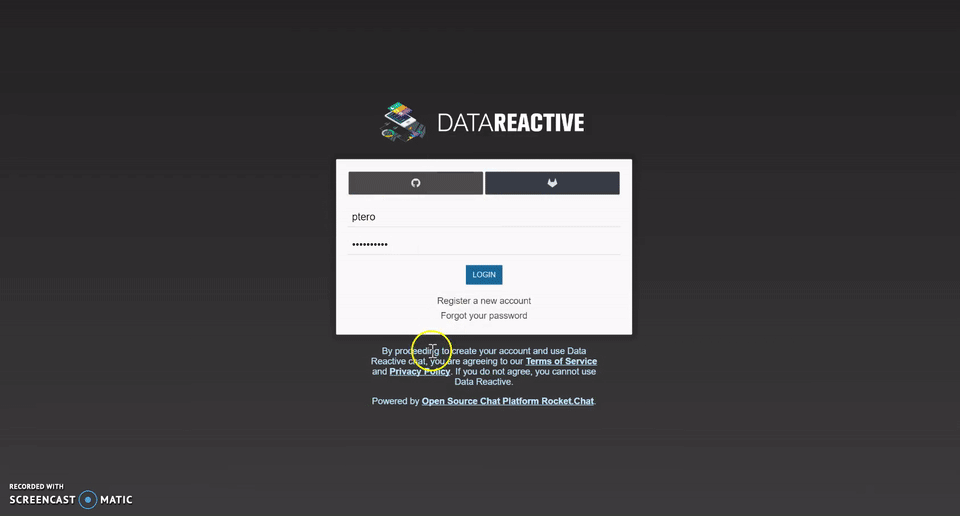 DATAREACTIVE
ptero
••••••••••
LOGIN
Register a new account
Forgot your password
By proceeding to create your account and use Data
Reactive chat, you are agreeing to our Terms of Service
and Privacy Policy. If you do not agree, you cannot use
Data Reactive.
Powered by Open Source Chat Platform Rocket.Chat.
RECORDED WITH
SCREENCAST MATIC